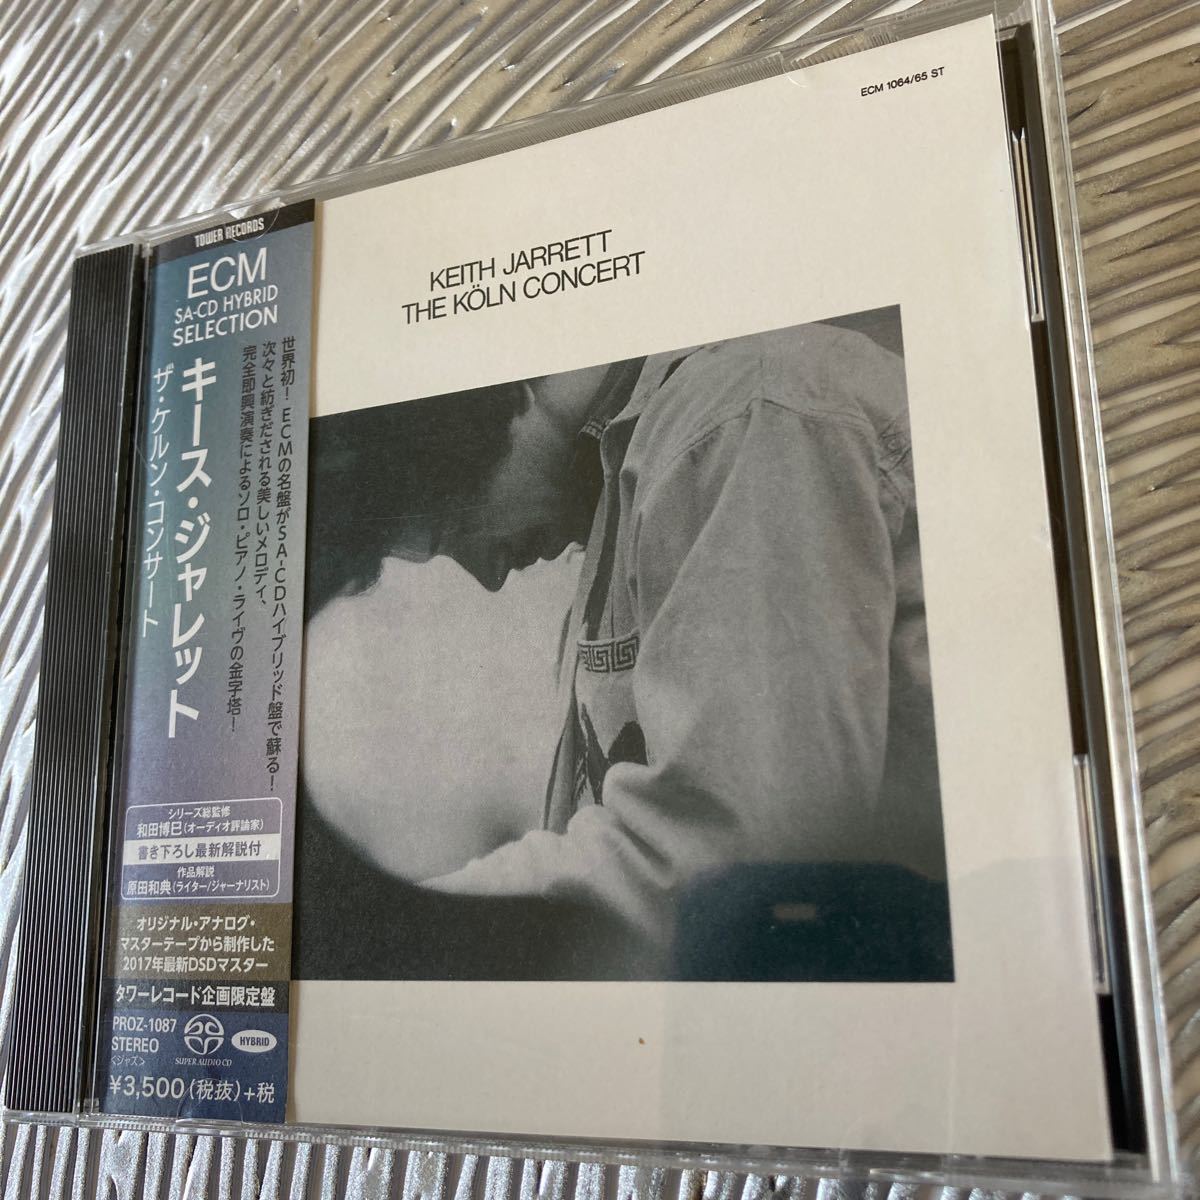 ECM 1064/65 ST
KEITH JARRETT
THE KÖLN CONCERT
TOWER RECORDS
ECM
SA-CD HYBRID
SELECTION
世界初！ECMの名盤がSA-CDハイブリッド盤で蘇る！
次々と紡ぎだされる美しいメロディ、
完全即興演奏によるソロ・ピアノ・ライヴの金字塔！
キース・ジャレット
ザ・ケルン・コンサート
シリーズ総監修
和田博巳(オーディオ評論家)
書き下ろし最新解説付
作品解説
原田和典(ライター/ジャーナリスト)
オリジナル・アナログ・
マスターテープから制作した
2017年最新DSDマスター
タワーレコード企画限定盤
PROZ-1087
STEREO
<ジャズ>
SUPER AUDIO CD
HYBRID
¥3,500(税抜)+税